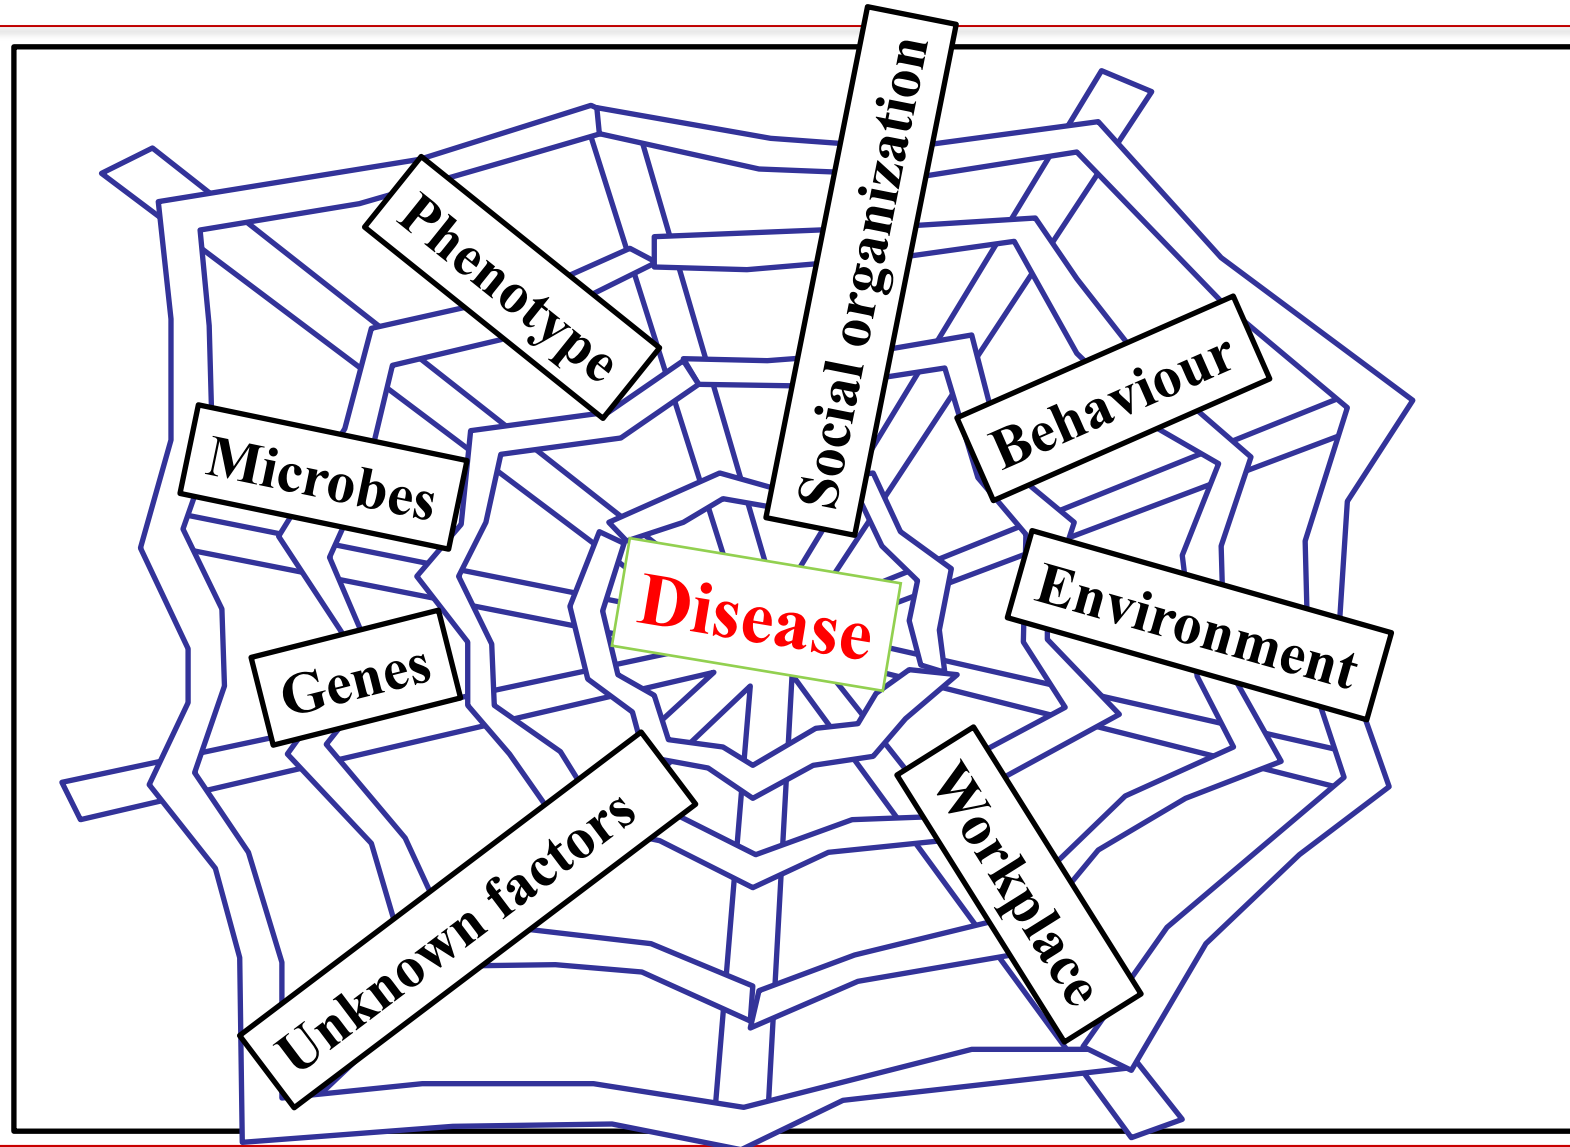 Social organization
Phenotype
Behaviour
Microbes
Environment
Disease
Genes
Workplace
Unknown factors